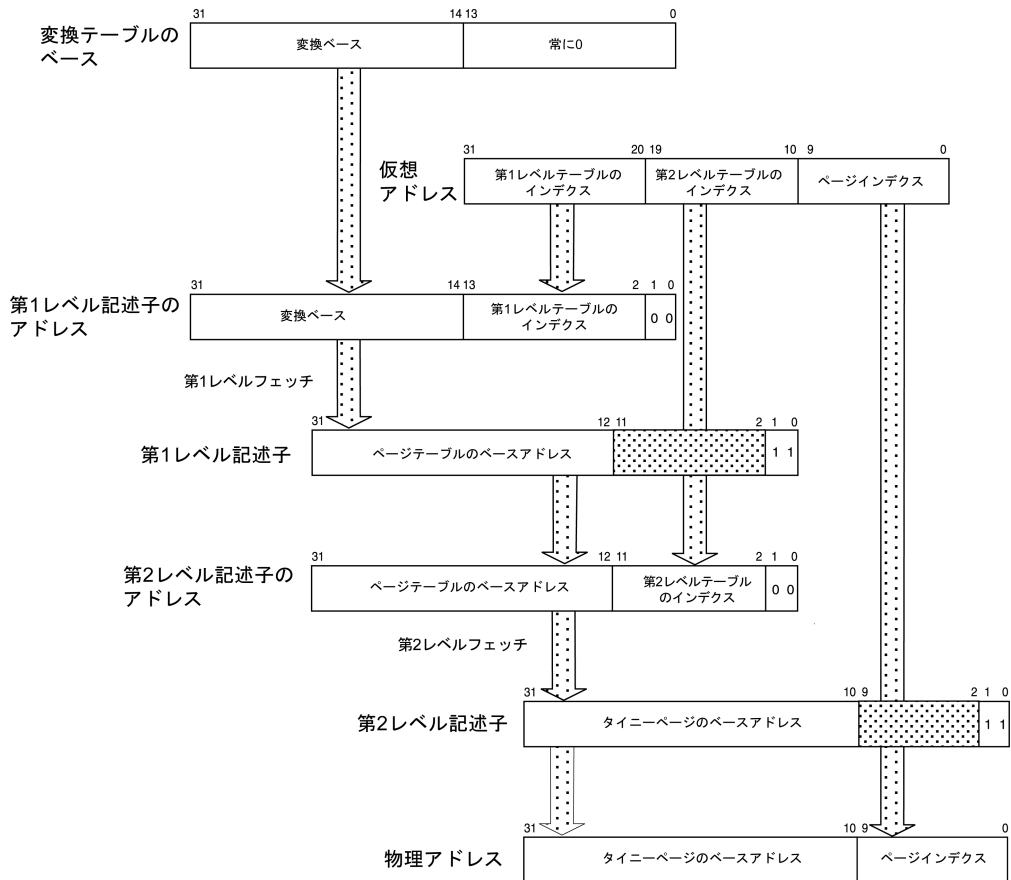 31 14 13 0
変換テーブルの
ベース
変換ベース 常に0
31 20 19 10 9 0
仮想
アドレス
第1レベルテーブルの
インデクス
第2レベルテーブルの
インデクス
ページインデクス
31 14 13 2 1 0
第1レベル記述子の
アドレス
変換ベース
第1レベルテーブルの
インデクス
0 0
第1レベルフェッチ
31 12 11 2 1 0
第1レベル記述子
ページテーブルのベースアドレス
1 1
31 12 11 2 1 0
第2レベル記述子の
アドレス
ページテーブルのベースアドレス
第2レベルテーブル
のインデクス
0 0
第2レベルフェッチ
31 10 9 2 1 0
第2レベル記述子
タイニーページのベースアドレス
1 1
31 10 9 0
物理アドレス
タイニーページのベースアドレス
ページインデクス